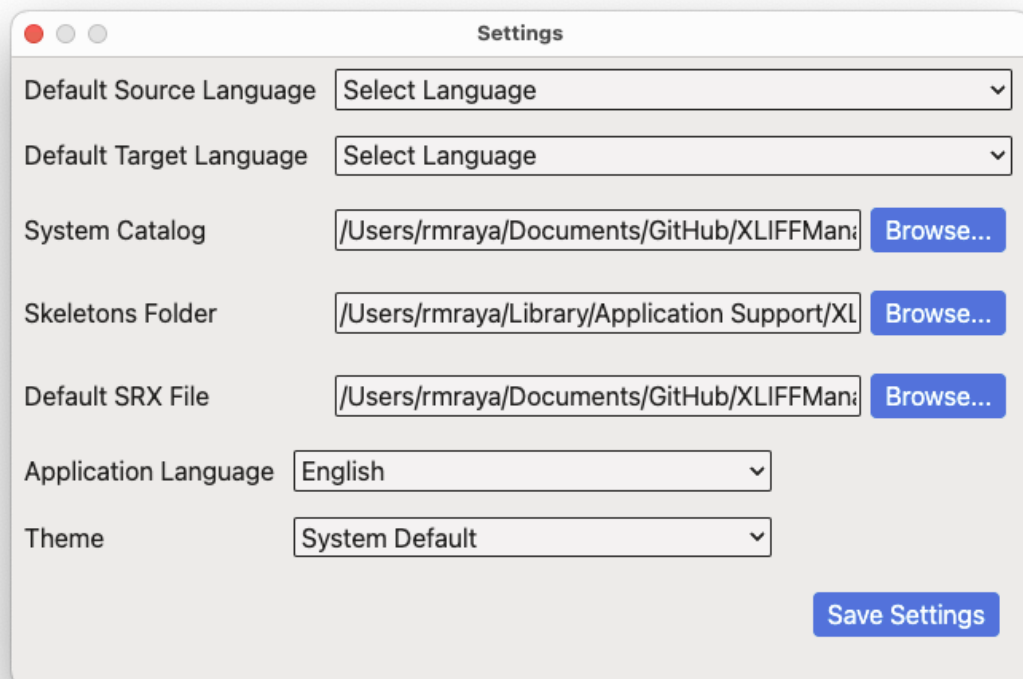 Settings
Default Source Language Select Language
Default Target Language Select Language
System Catalog /Users/rmraya/Documents/GitHub/XLIFFMana Browse...
Skeletons Folder /Users/rmraya/Library/Application Support/XL Browse...
Default SRX File /Users/rmraya/Documents/GitHub/XLIFFMana Browse...
Application Language English
Theme System Default
Save Settings